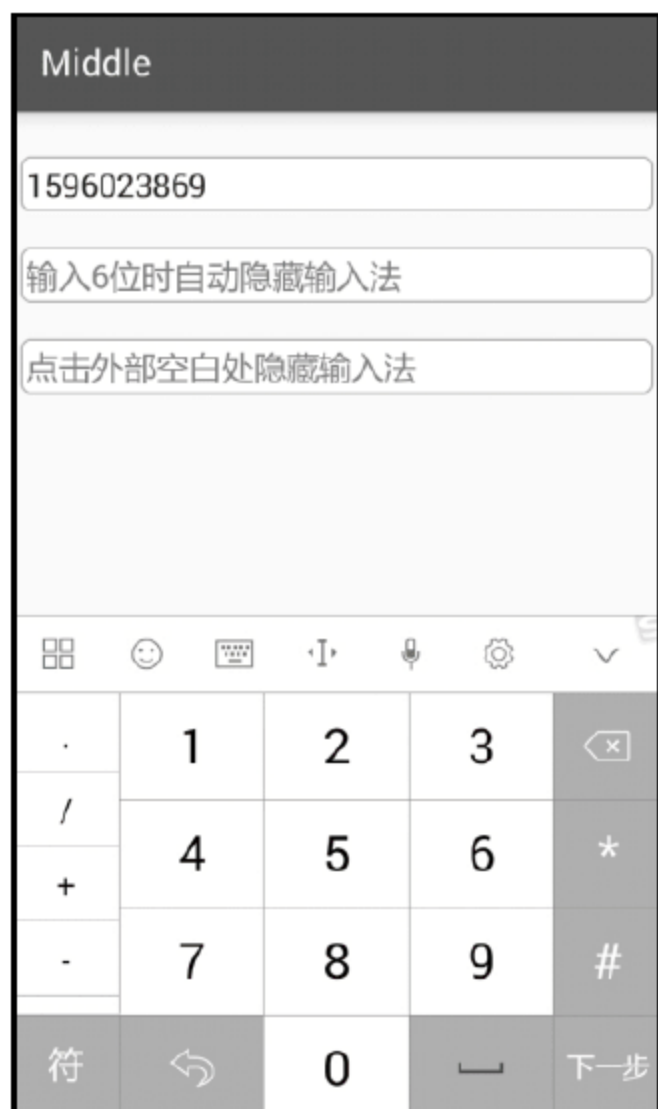 Middle
1596023869
输入6位时自动隐藏输入法
点击外部空白处隐藏输入法
. 1 2 3
/ 4 5 6 *
+
- 7 8 9 #
符 0 下一步